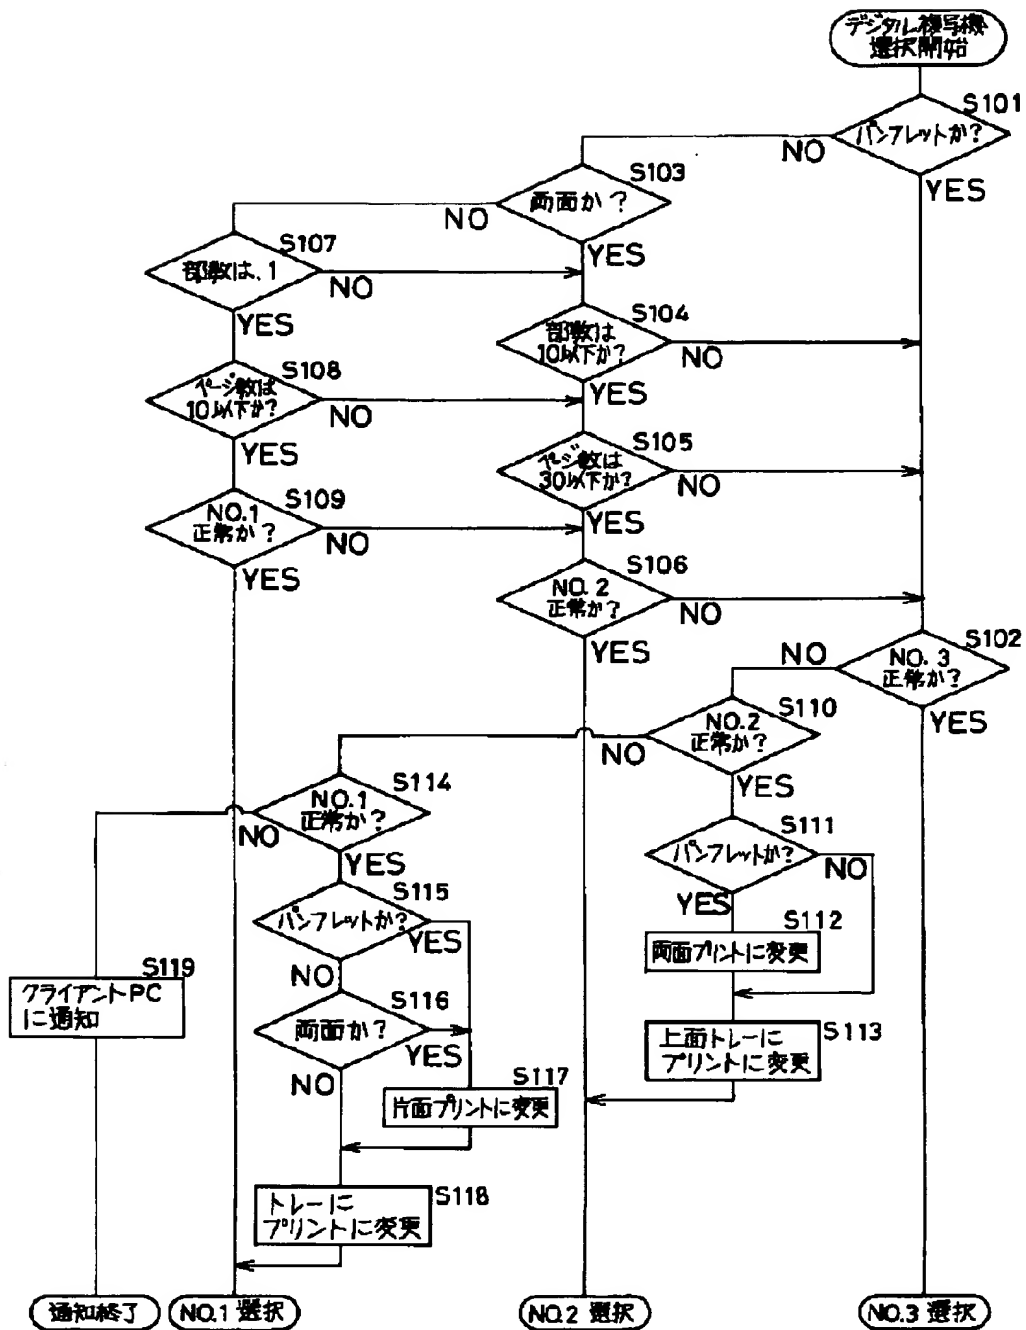 デジタル複写機
選択開始
S101
パンフレットか?
NO
YES
S103
両面か?
NO
YES
S107
部数は、1
NO
YES
S104
部数は
10以下か?
NO
YES
S108
ページ数は
10以下か?
NO
YES
S105
ページ数は
30以下か?
NO
YES
S109
NO.1
正常か?
NO
YES
S106
NO.2
正常か?
NO
YES
S102
NO.3
正常か?
NO
YES
S110
NO.2
正常か?
NO
YES
S114
NO.1
正常か?
NO
YES
S111
パンフレットか?
NO
YES
S115
パンフレットか?
YES
NO
S112
両面プリントに変更
S119
クライアントPC
に通知
S116
両面か?
YES
NO
S113
上面トレーに
プリントに変更
S117
片面プリントに変更
S118
トレーに
プリントに変更
通知終了
NO.1 選択
NO.2 選択
NO.3 選択